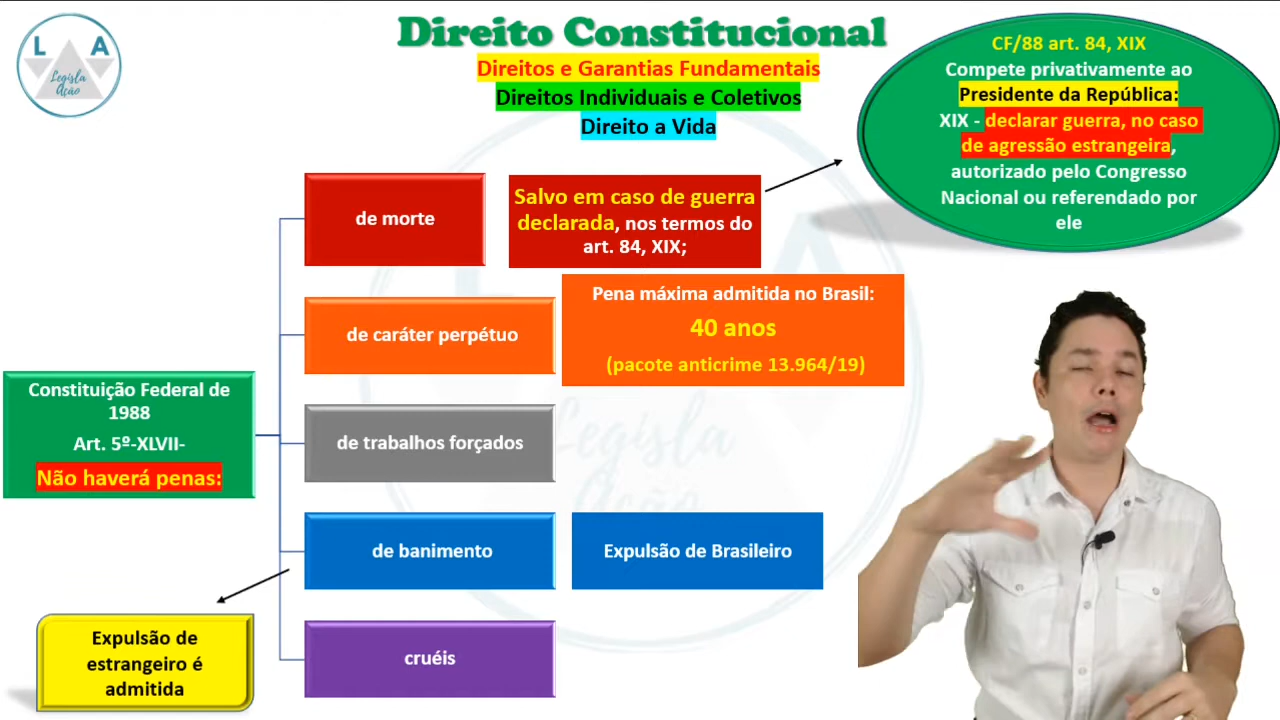 L A
Legisla
Ação
Direito Constitucional
Direitos e Garantias Fundamentais
Direitos Individuais e Coletivos
Direito a Vida
CF/88 art. 84, XIX
Compete privativamente ao
Presidente da República:
XIX - declarar guerra, no caso
de agressão estrangeira,
autorizado pelo Congresso
Nacional ou referendado por
ele
de morte
Salvo em caso de guerra
declarada, nos termos do
art. 84, XIX;
de caráter perpétuo
Pena máxima admitida no Brasil:
40 anos
(pacote anticrime 13.964/19)
Constituição Federal de
1988
Art. 5º-XLVII-
Não haverá penas:
de trabalhos forçados
Legisla
Ação
de banimento
Expulsão de Brasileiro
Expulsão de
estrangeiro é
admitida
cruéis